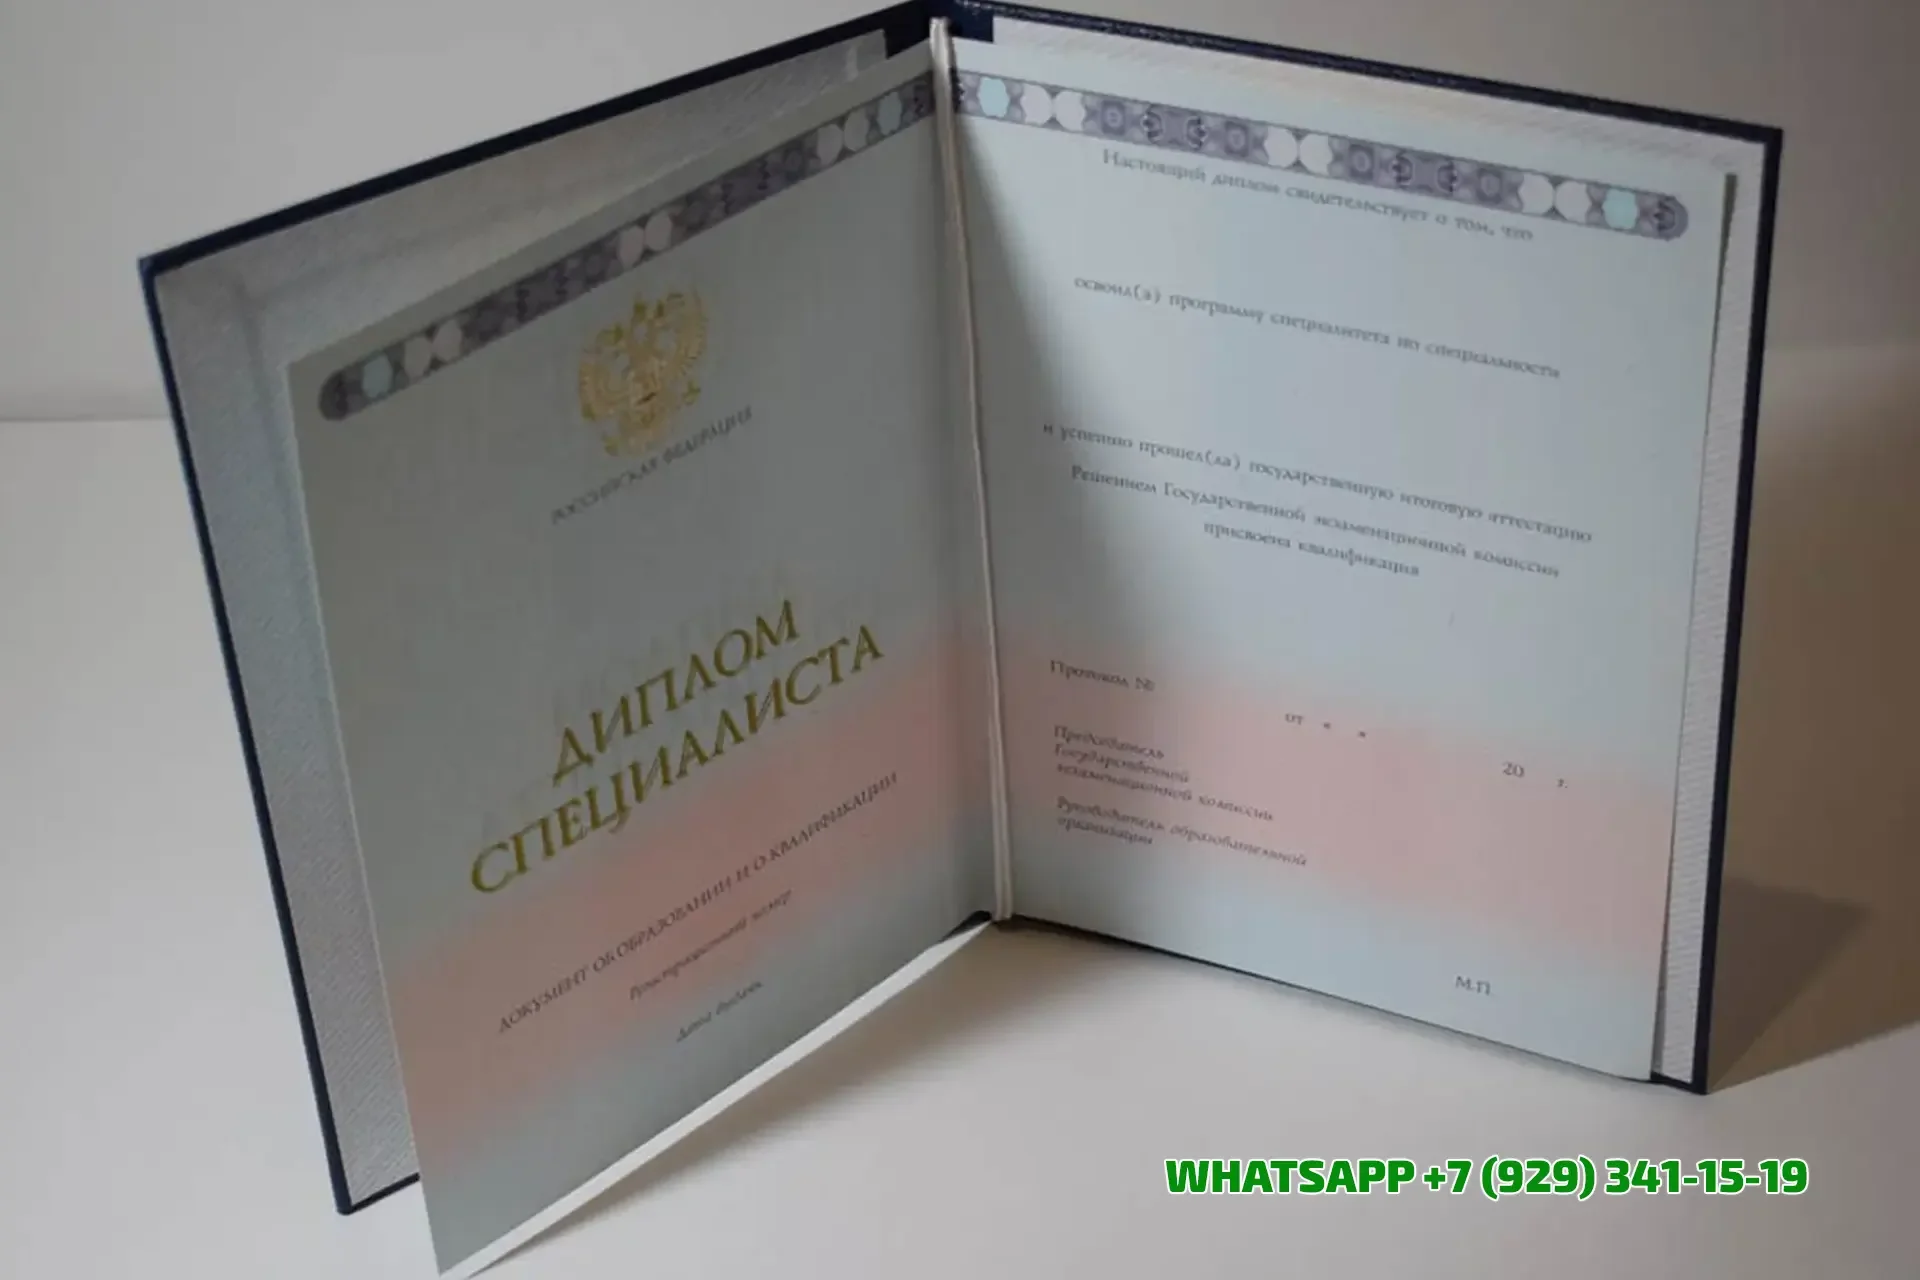 РОССИЙСКАЯ ФЕДЕРАЦИЯ
ДИПЛОМ
СПЕЦИАЛИСТА
ДОКУМЕНТ ОБ ОБРАЗОВАНИИ И О КВАЛИФИКАЦИИ
Регистрационный номер
Дата выдачи
Настоящий диплом свидетельствует о том, что
освоил(а) программу специалитета по специальности
и успешно прошел(ла) государственную итоговую аттестацию
Решением Государственной экзаменационной комиссии
присвоена квалификация
Протокол №
от « »
20 г.
Председатель
Государственной
экзаменационной комиссии
Руководитель образовательной
организации
М.П.
WHATSAPP +7 (929) 341-15-19